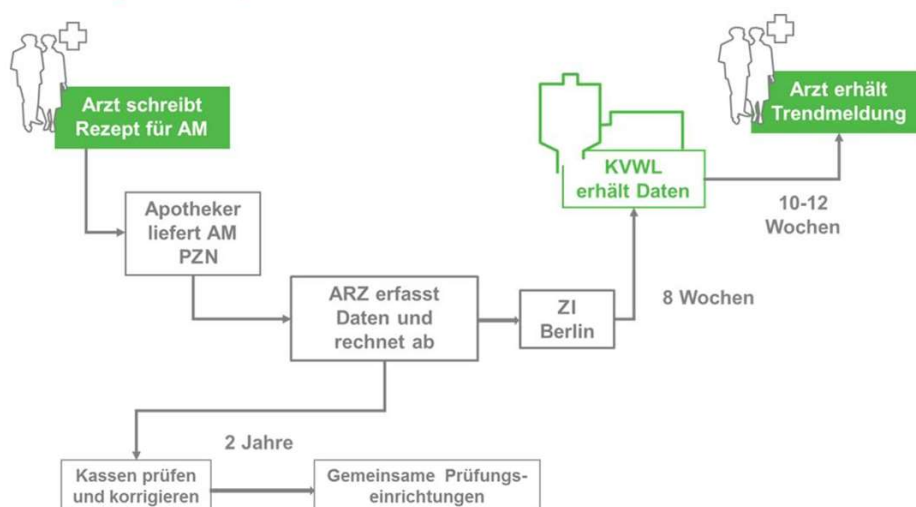 Arzt schreibt
Rezept für AM
Apotheker
liefert AM
PZN
ARZ erfasst
Daten und
rechnet ab
ZI
Berlin
8 Wochen
KVWL
erhält Daten
10-12
Wochen
Arzt erhält
Trendmeldung
2 Jahre
Kassen prüfen
und korrigieren
Gemeinsame Prüfungs-
einrichtungen